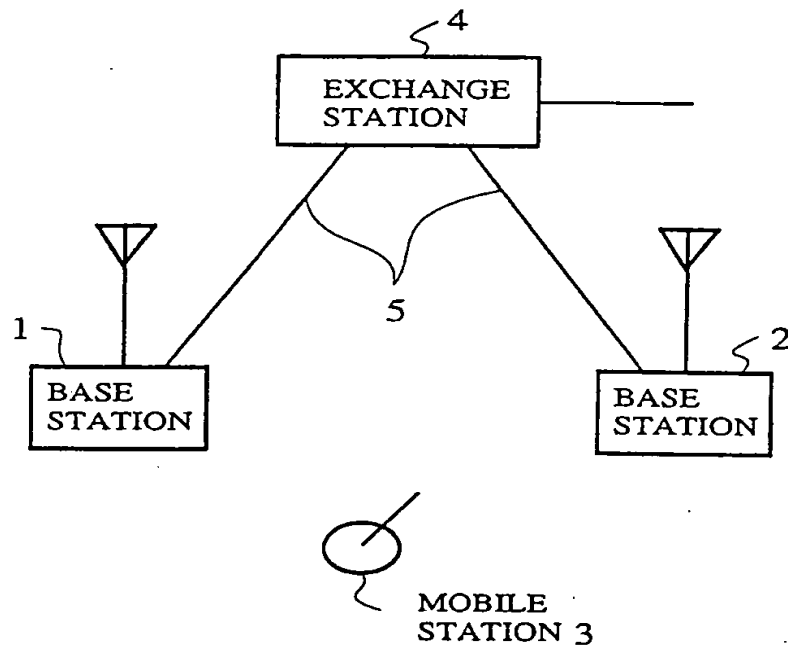 4
EXCHANGE
STATION
5
1
BASE
STATION
2
BASE
STATION
MOBILE
STATION 3